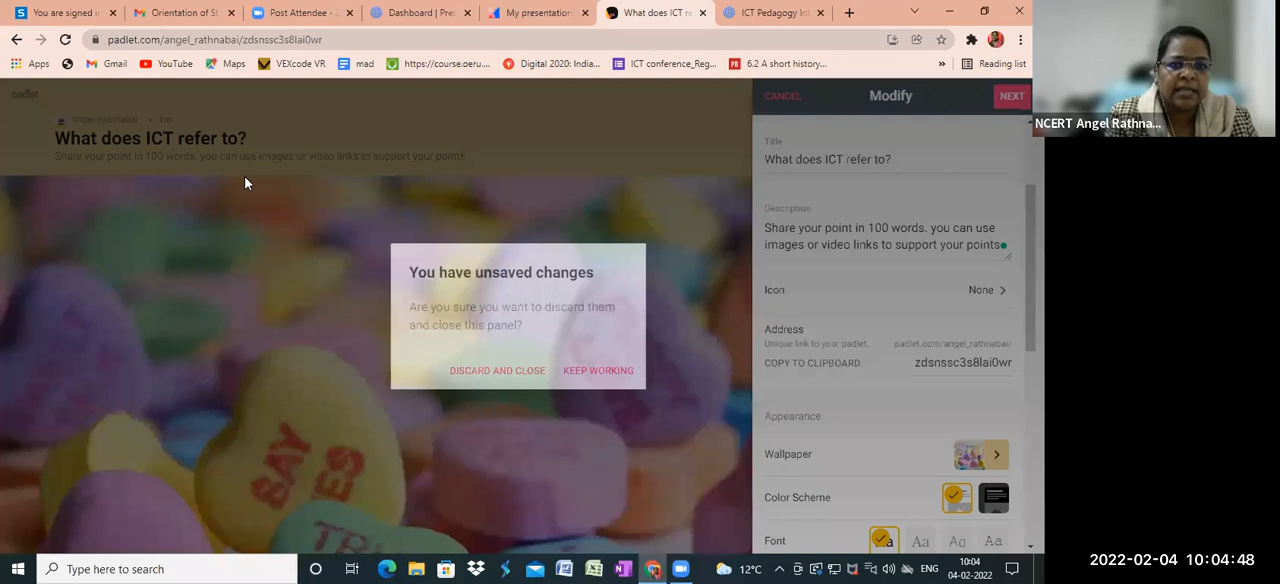 You are signed in
Orientation of St
Post Attendee -
Dashboard | Pre
My presentation
What does ICT re
ICT Pedagogy In
padlet.com/angel_rathnabai/zdsnssc3s8lai0wr
Apps
Gmail
YouTube
Maps
VEXcode VR
mad
https://course.oeru....
Digital 2020: India...
ICT conference_Reg...
6.2 A short history...
»
Reading list
padlet
Angel Rathnabai • 1m
What does ICT refer to?
Share your point in 100 words. you can use images or video links to support your points
SAY YES
You have unsaved changes
Are you sure you want to discard them
and close this panel?
DISCARD AND CLOSE KEEP WORKING
CANCEL Modify NEXT
Title
What does ICT refer to?
Description
Share your point in 100 words. you can use
images or video links to support your points
Icon None
Address
Unique link to your padlet. padlet.com/angel_rathnabai/
COPY TO CLIPBOARD zdsnssc3s8lai0wr
Appearance
Wallpaper
Color Scheme
Font Aa Aa Aa Aa
NCERT Angel Rathna...
Type here to search
12°C
ENG
10:04
04-02-2022
2022-02-04 10:04:48